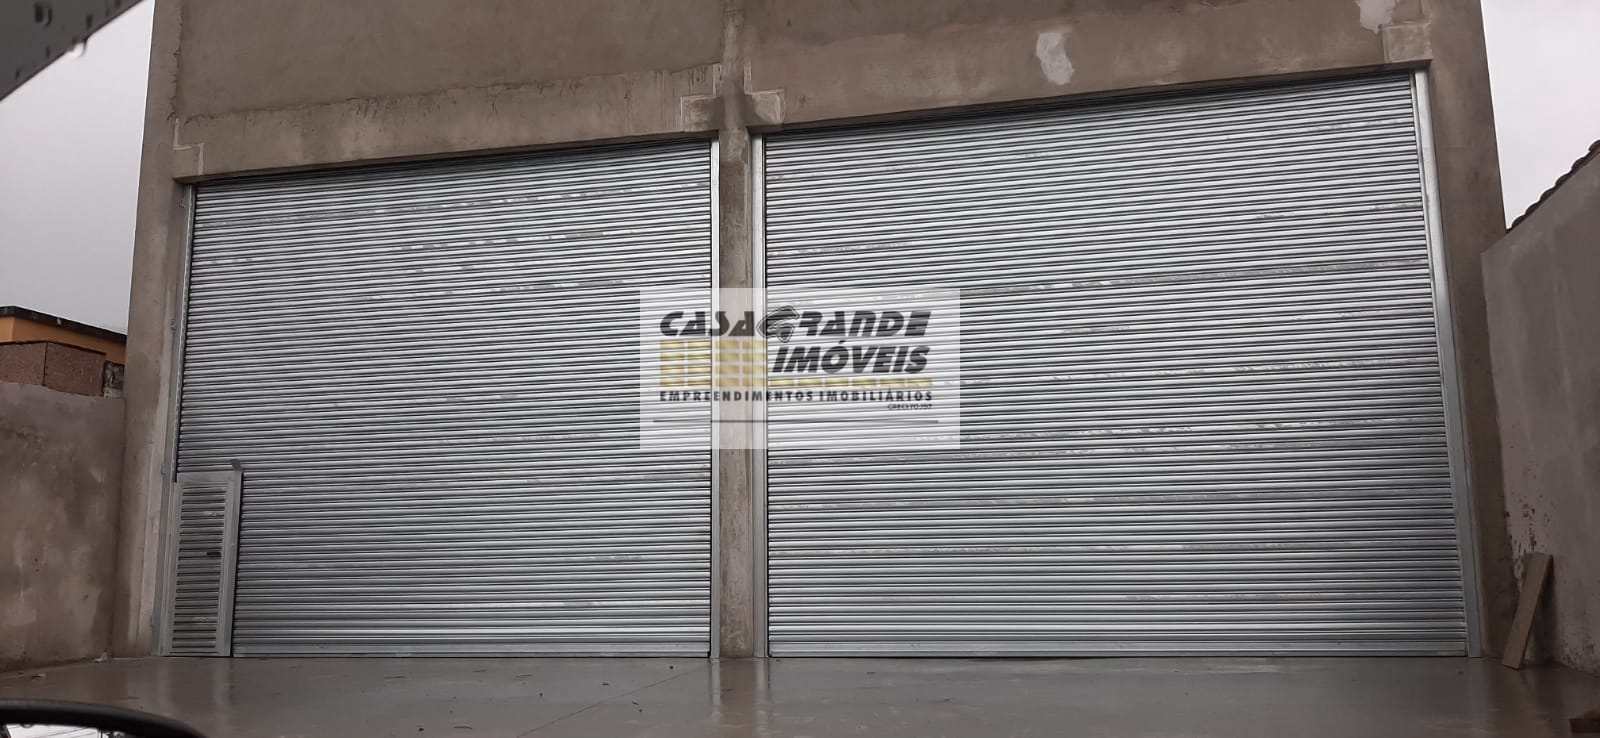 CASAGRANDE
IMÓVEIS
EMPREENDIMENTOS IMOBILIÁRIOS